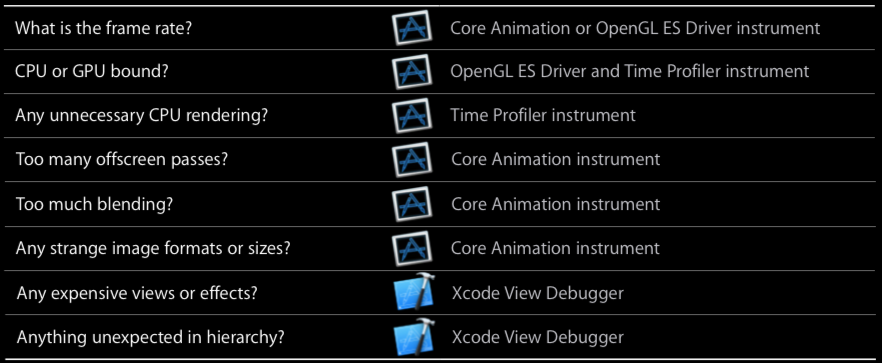 What is the frame rate? Core Animation or OpenGL ES Driver instrument
CPU or GPU bound? OpenGL ES Driver and Time Profiler instrument
Any unnecessary CPU rendering? Time Profiler instrument
Too many offscreen passes? Core Animation instrument
Too much blending? Core Animation instrument
Any strange image formats or sizes? Core Animation instrument
Any expensive views or effects? Xcode View Debugger
Anything unexpected in hierarchy? Xcode View Debugger